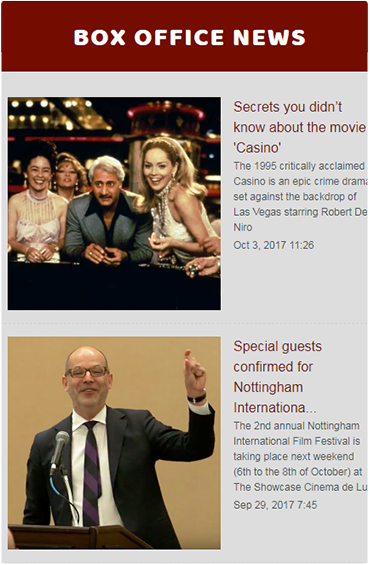 BOX OFFICE NEWS
Secrets you didn't
know about the movie
'Casino'
The 1995 critically acclaimed
Casino is an epic crime drama
set against the backdrop of
Las Vegas starring Robert De
Niro
Oct 3, 2017 11:26
Special guests
confirmed for
Nottingham
Internationa...
The 2nd annual Nottingham
International Film Festival is
taking place next weekend
(6th to the 8th of October) at
The Showcase Cinema de Lu
Sep 29, 2017 7:45